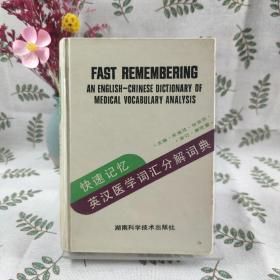 FAST REMEMBERING
AN ENGLISH-CHINESE DICTIONARY OF
MEDICAL VOCABULARY ANALYSIS
快速记忆
英汉医学词汇分解词典
湖南科学技术出版社